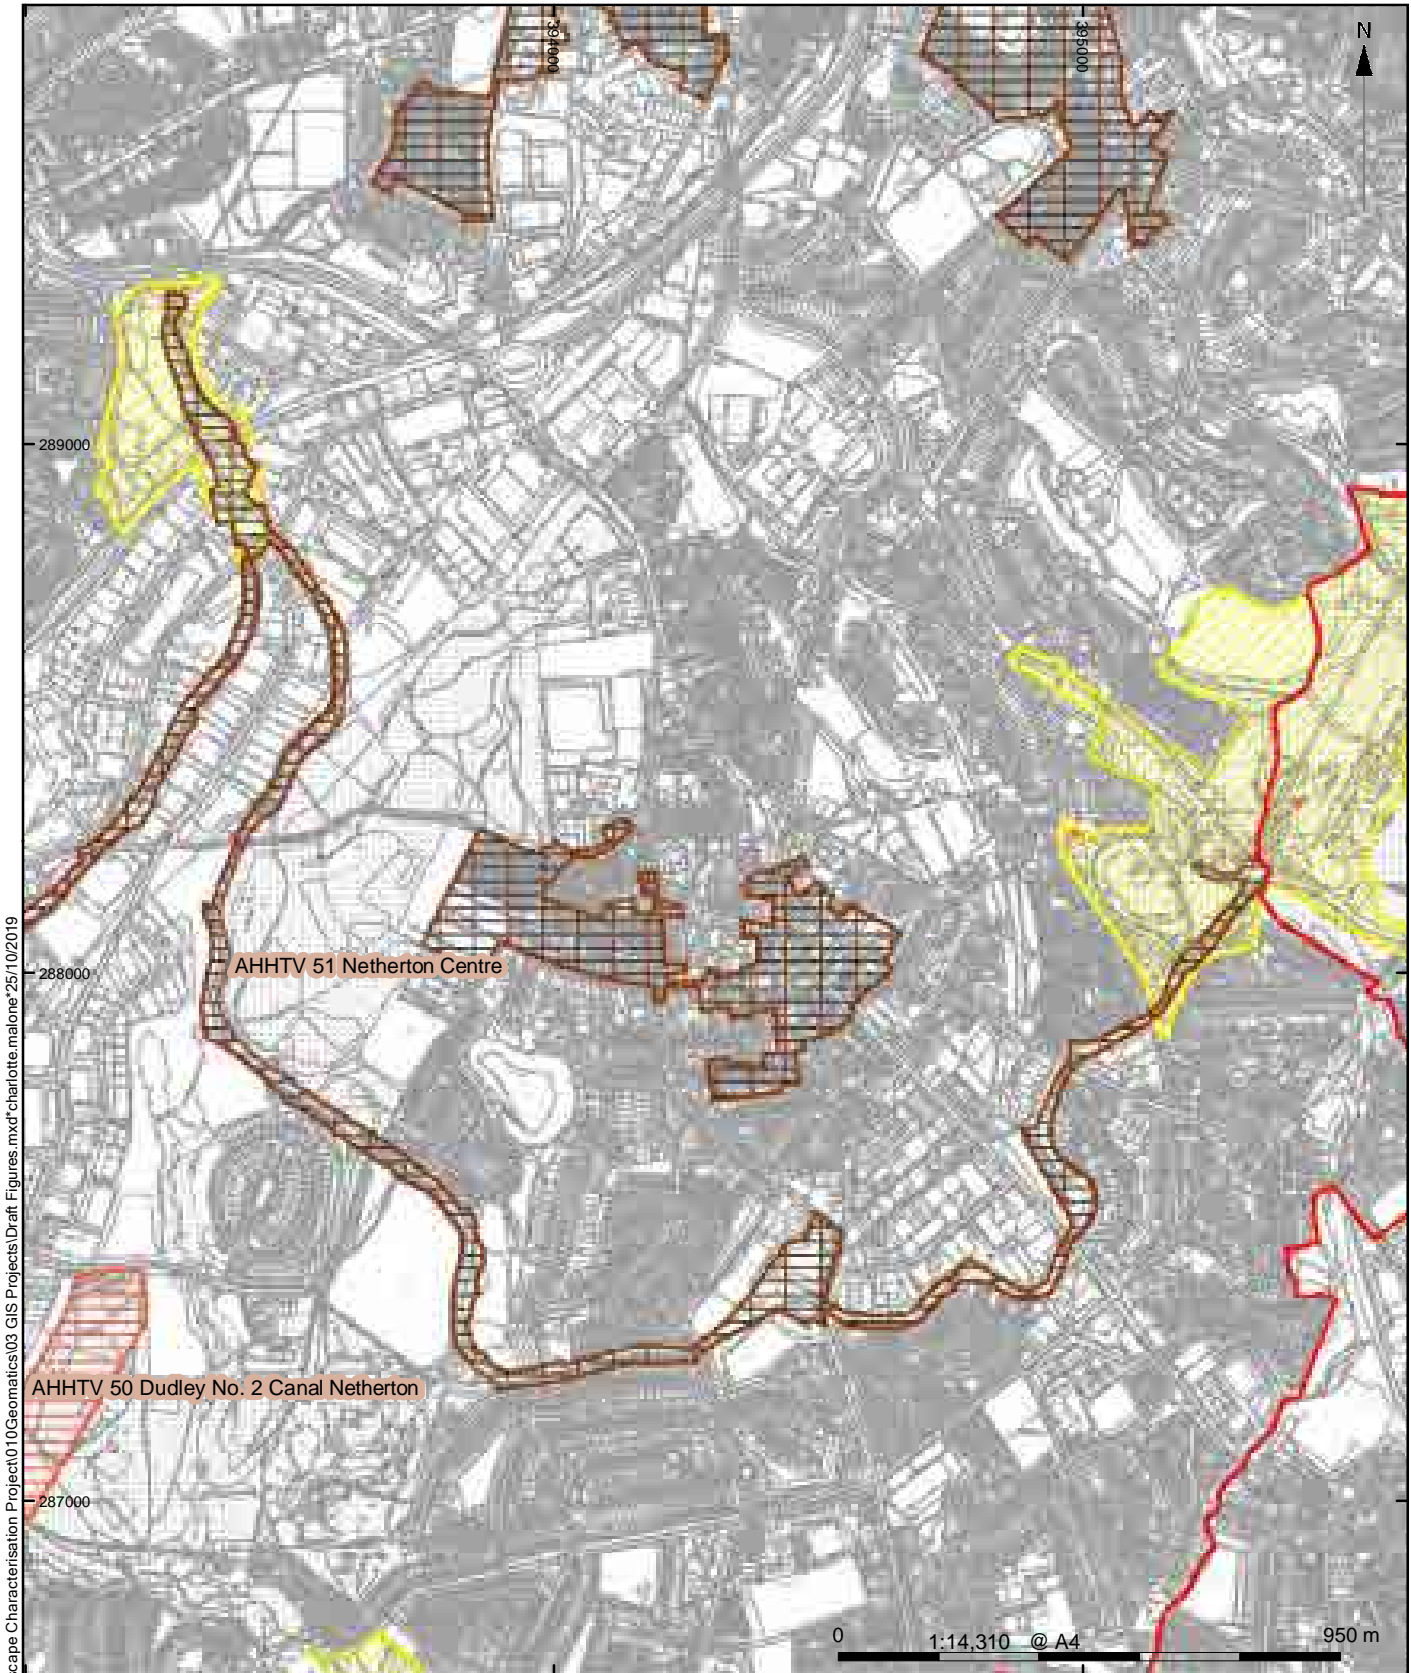 394000
395000
N
289000
288000
AHHTV 51 Netherton Centre
AHHTV 50 Dudley No. 2 Canal Netherton
287000
0
1:14,310 @ A4
950 m
cape Characterisation Project\010Geomatics\03 GIS Projects\Draft Figures.mxd*charlotte.malone*25/10/2019